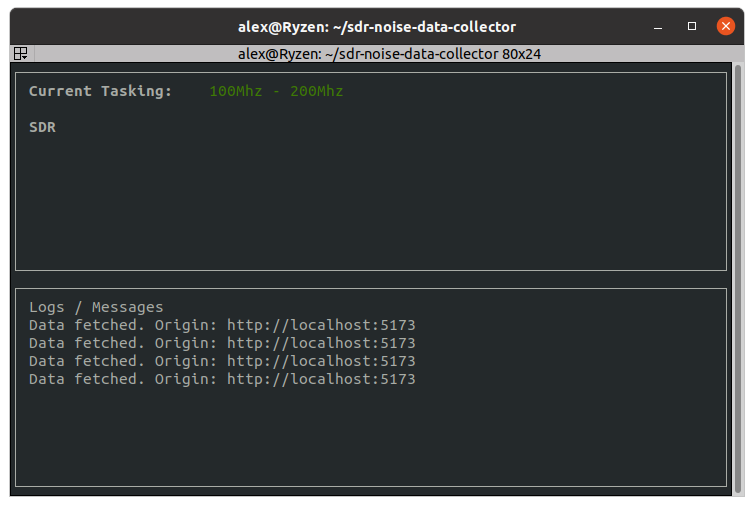 alex@Ryzen: ~/sdr-noise-data-collector
alex@Ryzen: ~/sdr-noise-data-collector 80x24
Current Tasking: 100Mhz - 200Mhz
SDR
Logs / Messages
Data fetched. Origin: http://localhost:5173
Data fetched. Origin: http://localhost:5173
Data fetched. Origin: http://localhost:5173
Data fetched. Origin: http://localhost:5173